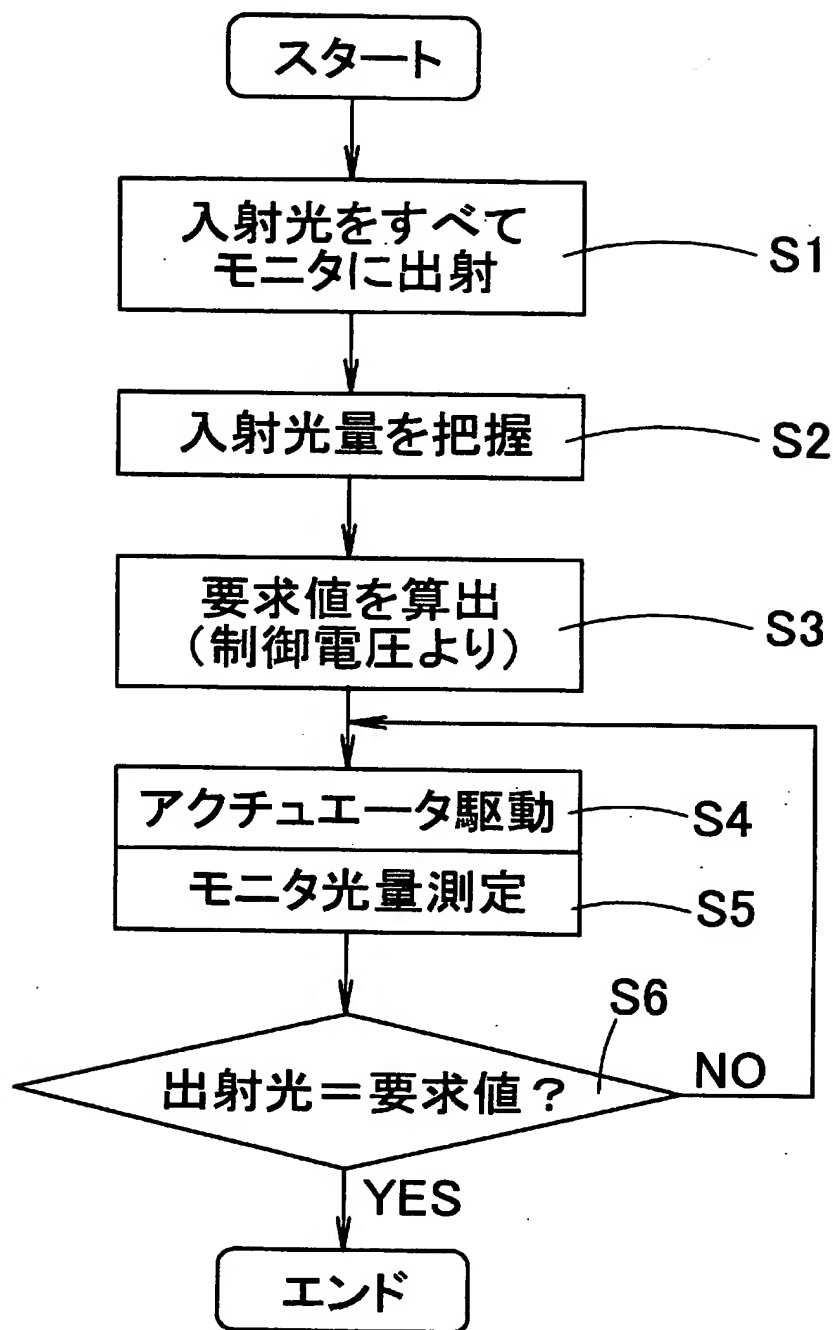 スタート
入射光をすべて
モニタに出射
S1
入射光量を把握
S2
要求値を算出
(制御電圧より)
S3
アクチュエータ駆動
S4
モニタ光量測定
S5
S6
出射光＝要求値？
NO
YES
エンド